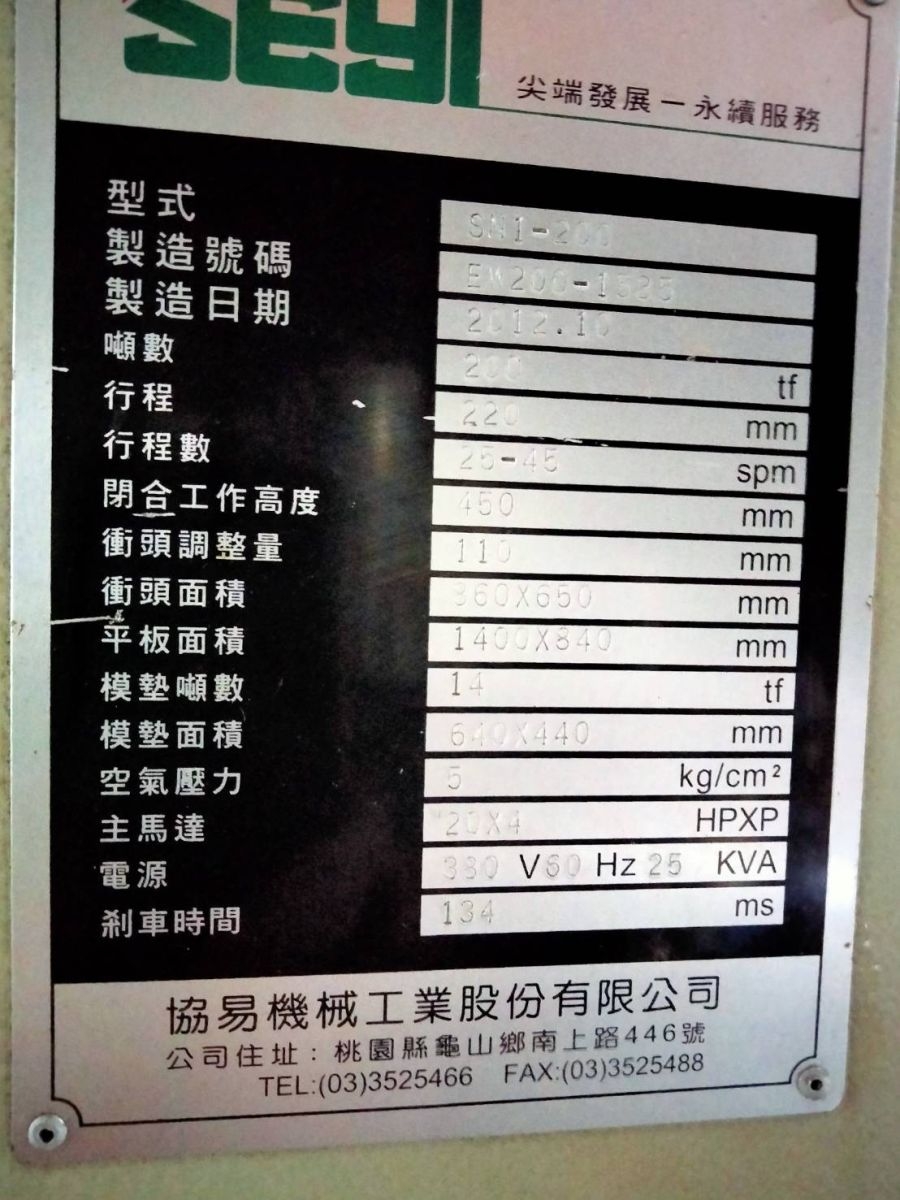 SEYI
尖端發展－永續服務
型式 SN1-200
製造號碼 EW200-1525
製造日期 2012.10
噸數 200 tf
行程 220 mm
行程數 25-45 spm
閉合工作高度 450 mm
衝頭調整量 110 mm
衝頭面積 860X650 mm
平板面積 1400X840 mm
模墊噸數 14 tf
模墊面積 640X440 mm
空氣壓力 5 kg/cm²
主馬達 20X4 HPXP
電源 380 V 60 Hz 25 KVA
剎車時間 134 ms
協易機械工業股份有限公司
公司住址：桃園縣龜山鄉南上路446號
TEL:(03)3525466 FAX:(03)3525488